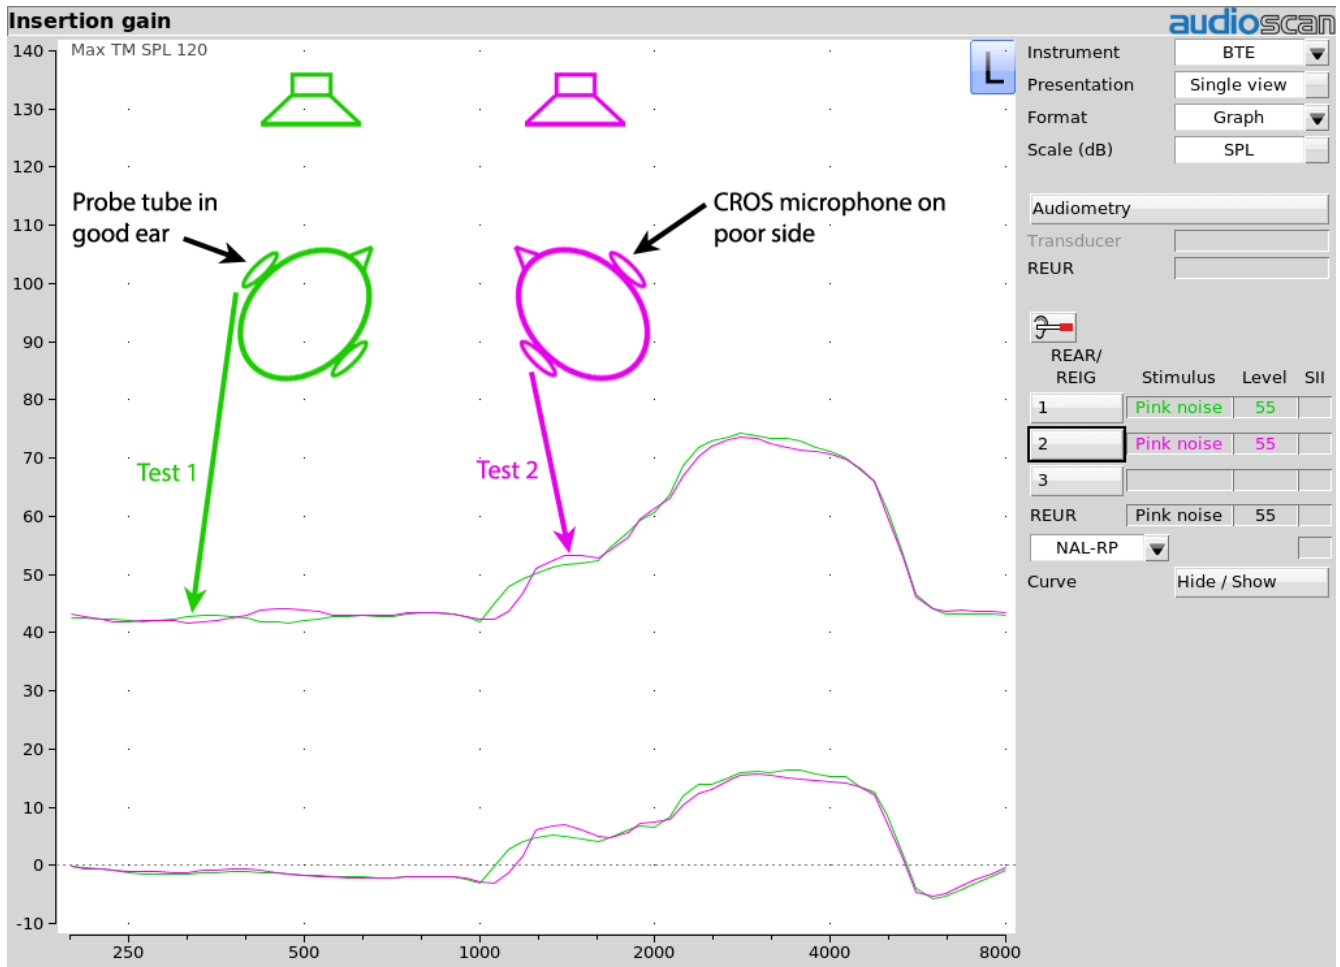 Insertion gain
audioscan
Max TM SPL 120
L
140
130
120
110
100
90
80
70
60
50
40
30
20
10
0
-10
250
500
1000
2000
4000
8000
Probe tube in
good ear
CROS microphone on
poor side
Test 1
Test 2
Instrument BTE
Presentation Single view
Format Graph
Scale (dB) SPL
Audiometry
Transducer
REUR
REAR/
REIG Stimulus Level SII
1 Pink noise 55
2 Pink noise 55
3
REUR Pink noise 55
NAL-RP
Curve Hide / Show